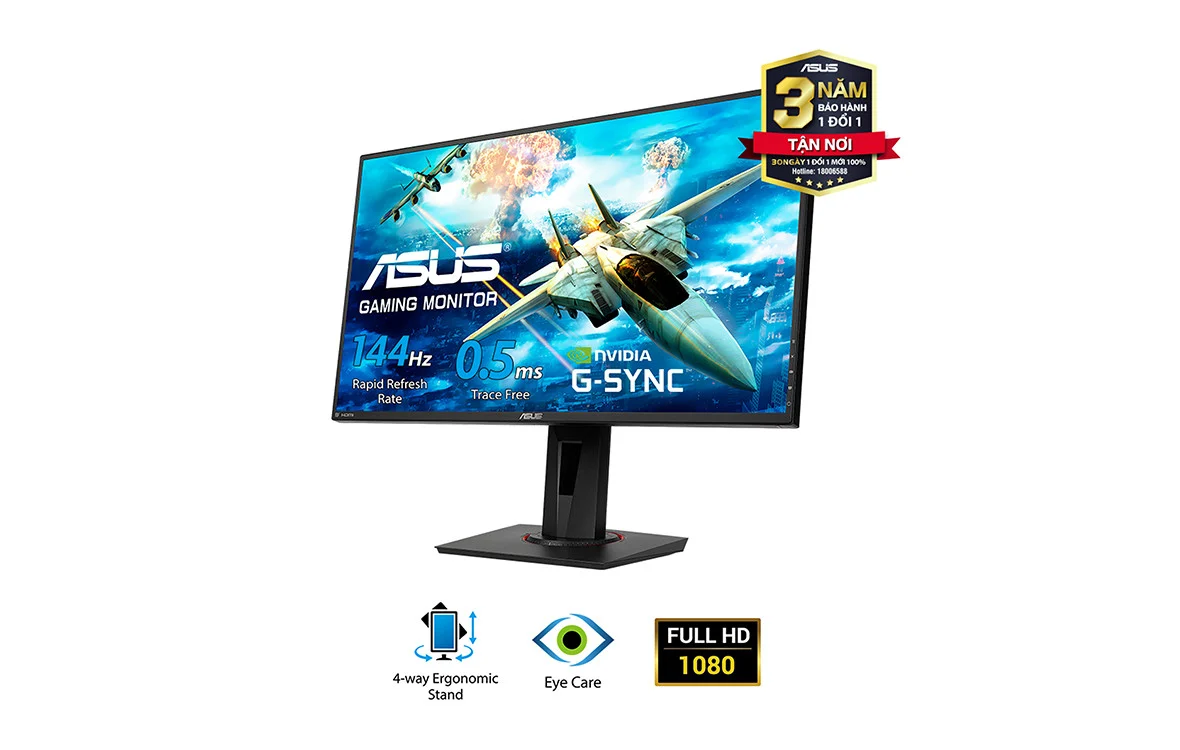 ASUS
3 NĂM
BẢO HÀNH
1 ĐỔI 1
TẬN NƠI
30NGÀY 1 ĐỔI 1 MỚI 100%
Hotline: 18006588
ASUS®
GAMING MONITOR
144Hz
Rapid Refresh
Rate
0.5ms
Trace Free
NVIDIA
G-SYNC™
HDMI
ASUS
4-way Ergonomic
Stand
Eye Care
FULL HD
1080